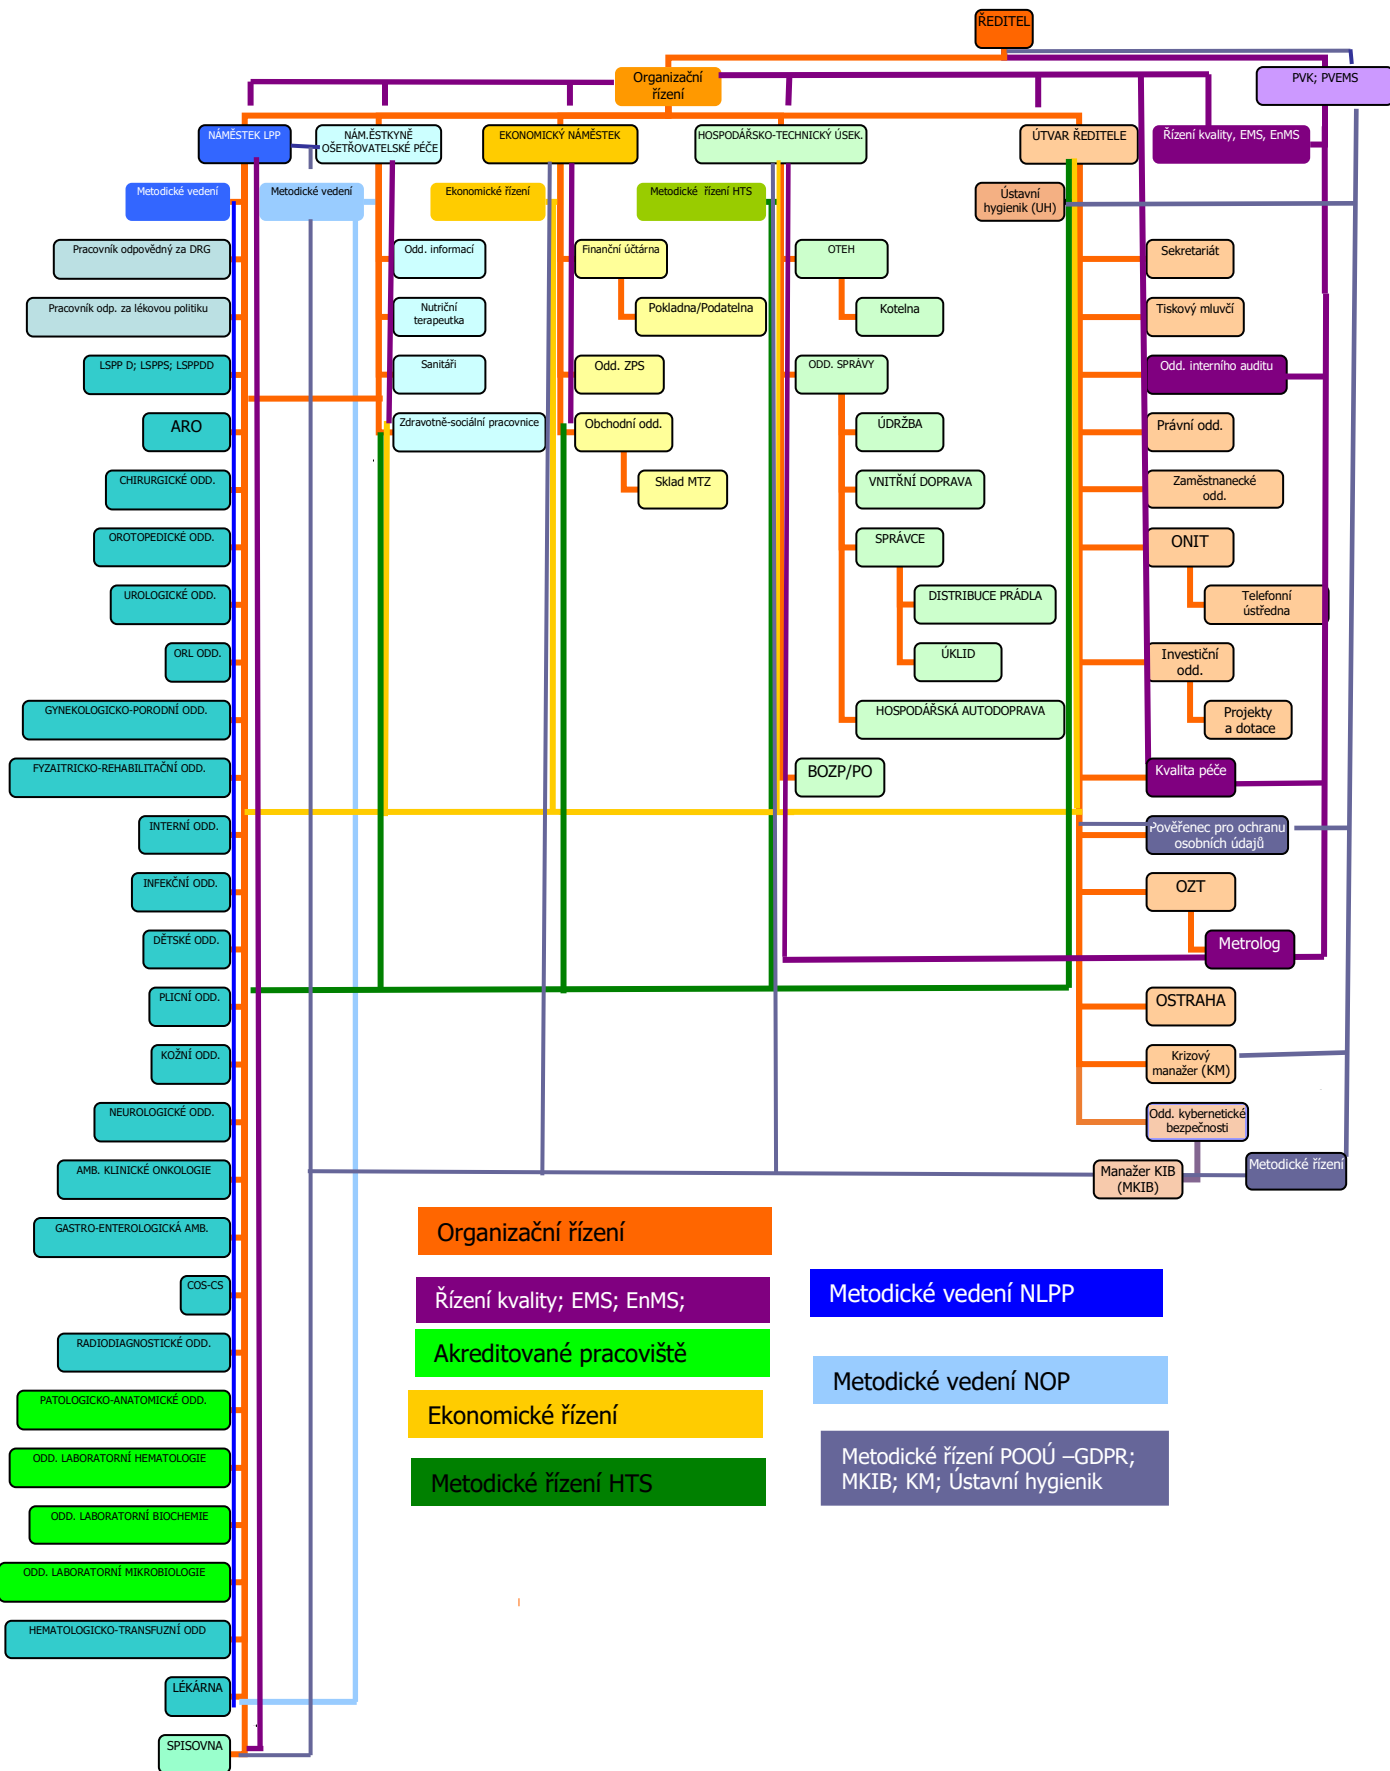 ŘEDITEL
Organizační
řízení
PVK; PVEMS
NÁMĚSTEK LPP
NÁM.ĚSTKYNĚ
OŠETŘOVATELSKÉ PÉČE
EKONOMICKÝ NÁMĚSTEK
HOSPODÁŘSKO-TECHNICKÝ ÚSEK.
ÚTVAR ŘEDITELE
Řízení kvality, EMS, EnMS
Metodické vedení
Metodické vedení
Ekonomické řízení
Metodické řízení HTS
Ústavní
hygienik (UH)
Pracovník odpovědný za DRG
Odd. informací
Finanční účtárna
OTEH
Sekretariát
Pracovník odp. za lékovou politiku
Nutriční
terapeutka
Pokladna/Podatelna
Kotelna
Tiskový mluvčí
LSPP D; LSPPS; LSPPDD
Sanitáři
Odd. ZPS
ODD. SPRÁVY
Odd. interního auditu
ARO
Zdravotně-sociální pracovnice
Obchodní odd.
ÚDRŽBA
Právní odd.
CHIRURGICKÉ ODD.
Sklad MTZ
VNITŘNÍ DOPRAVA
Zaměstnanecké
odd.
OROTOPEDICKÉ ODD.
SPRÁVCE
ONIT
UROLOGICKÉ ODD.
DISTRIBUCE PRÁDLA
Telefonní
ústředna
ORL ODD.
ÚKLID
Investiční
odd.
GYNEKOLOGICKO-PORODNÍ ODD.
HOSPODÁŘSKÁ AUTODOPRAVA
Projekty
a dotace
FYZAITRICKO-REHABILITAČNÍ ODD.
BOZP/PO
Kvalita péče
INTERNÍ ODD.
Pověřenec pro ochranu
osobních údajů
INFEKČNÍ ODD.
OZT
DĚTSKÉ ODD.
Metrolog
PLICNÍ ODD.
OSTRAHA
KOŽNÍ ODD.
Krizový
manažer (KM)
NEUROLOGICKÉ ODD.
Odd. kybernetické
bezpečnosti
AMB. KLINICKÉ ONKOLOGIE
Manažer KIB
(MKIB)
Metodické řízení
GASTRO-ENTEROLOGICKÁ AMB.
Organizační řízení
COS-CS
Řízení kvality; EMS; EnMS;
Metodické vedení NLPP
RADIODIAGNOSTICKÉ ODD.
Akreditované pracoviště
Metodické vedení NOP
PATOLOGICKO-ANATOMICKÉ ODD.
Ekonomické řízení
ODD. LABORATORNÍ HEMATOLOGIE
Metodické řízení HTS
Metodické řízení POOÚ –GDPR;
MKIB; KM; Ústavní hygienik
ODD. LABORATORNÍ BIOCHEMIE
ODD. LABORATORNÍ MIKROBIOLOGIE
HEMATOLOGICKO-TRANSFUZNÍ ODD
LÉKÁRNA
SPISOVNA